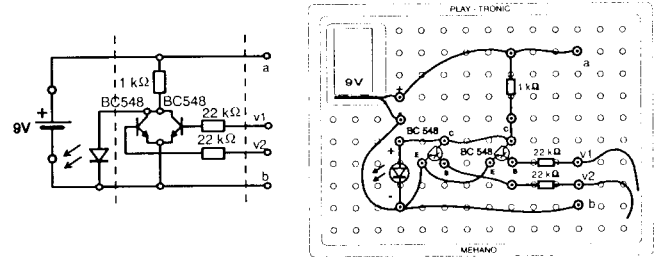 a
1 kΩ
BC548 BC548
22 kΩ v1
22 kΩ v2
9V
+
b
PLAY - TRONIC
9V
+
a
1 kΩ
BC 548 c c
+ BC 548
E B E B
22 kΩ v1
22 kΩ v2
-
b
MEHANO